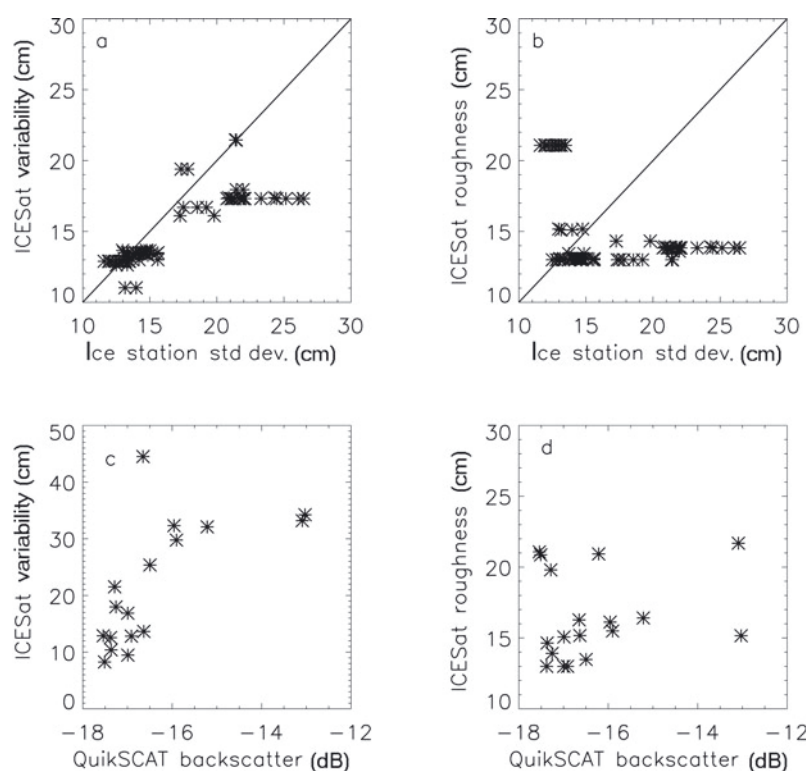 a
ICESat variability (cm)
30
25
20
15
10
10 15 20 25 30
Ice station std dev. (cm)
b
ICESat roughness (cm)
30
25
20
15
10
10 15 20 25 30
Ice station std dev. (cm)
c
ICESat variability (cm)
50
40
30
20
10
0
−18 −16 −14 −12
QuikSCAT backscatter (dB)
d
ICESat roughness (cm)
30
25
20
15
10
−18 −16 −14 −12
QuikSCAT backscatter (dB)